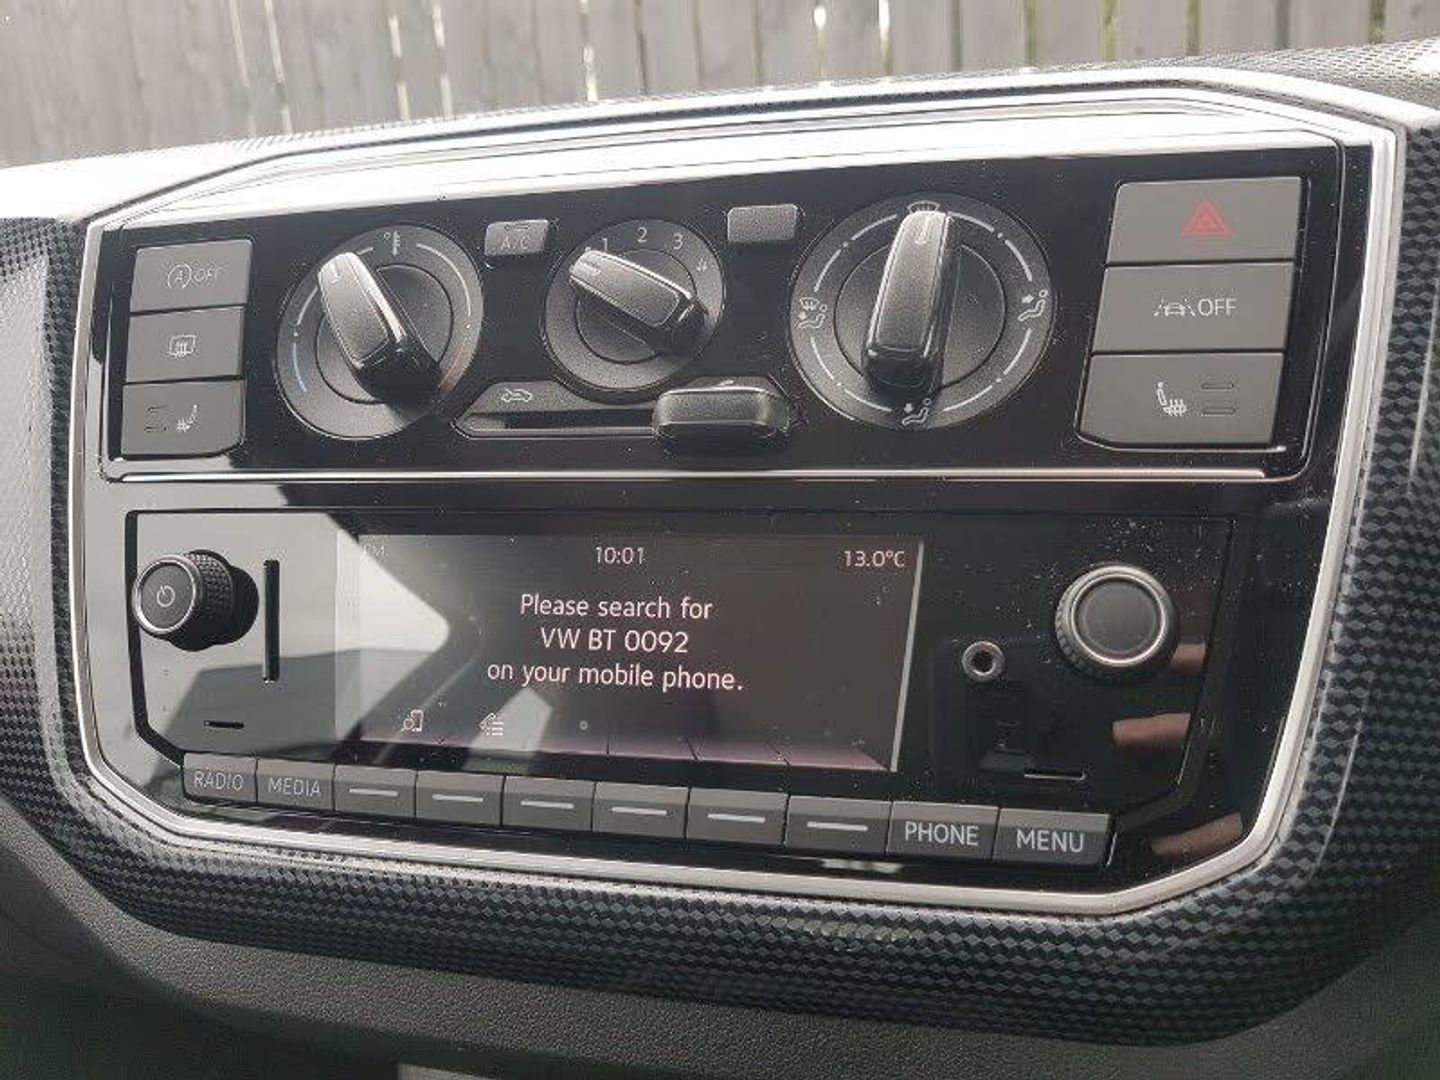 OFF
A/C
1 2 3
OFF
FM 10:01 13.0°C
Please search for
VW BT 0092
on your mobile phone.
RADIO MEDIA PHONE MENU